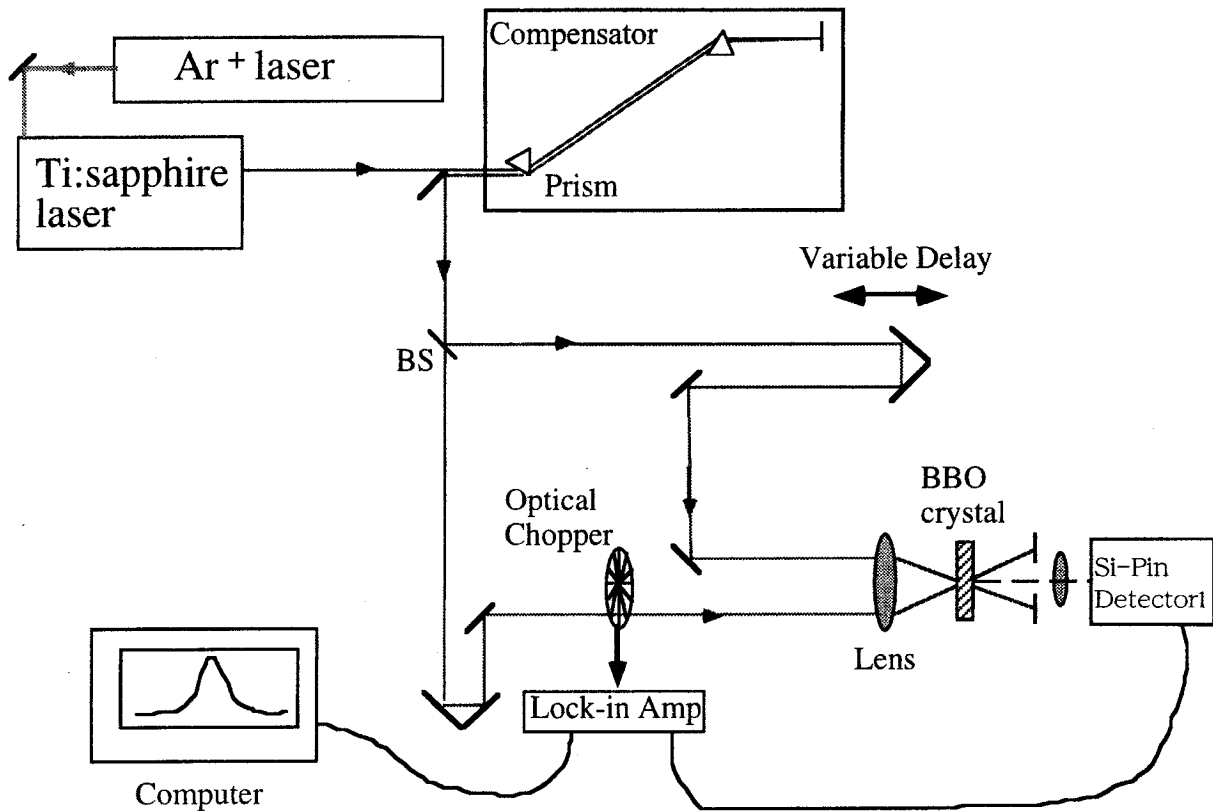 Compensator
Ar + laser
Ti:sapphire
laser
Prism
Variable Delay
BS
Optical
Chopper
BBO
crystal
Si-Pin
Detector1
Lens
Lock-in Amp
Computer